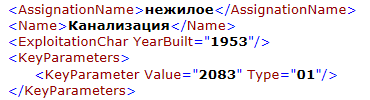 <AssignationName>нежилое</AssignationName>
<Name>Канализация</Name>
<ExploitationChar YearBuilt="1953"/>
<KeyParameters>
<KeyParameter Value="2083" Type="01"/>
</KeyParameters>